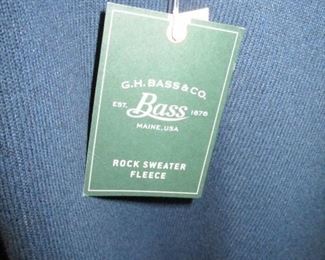 G.H. BASS & CO.
EST. Bass 1876
MAINE, USA
ROCK SWEATER
FLEECE